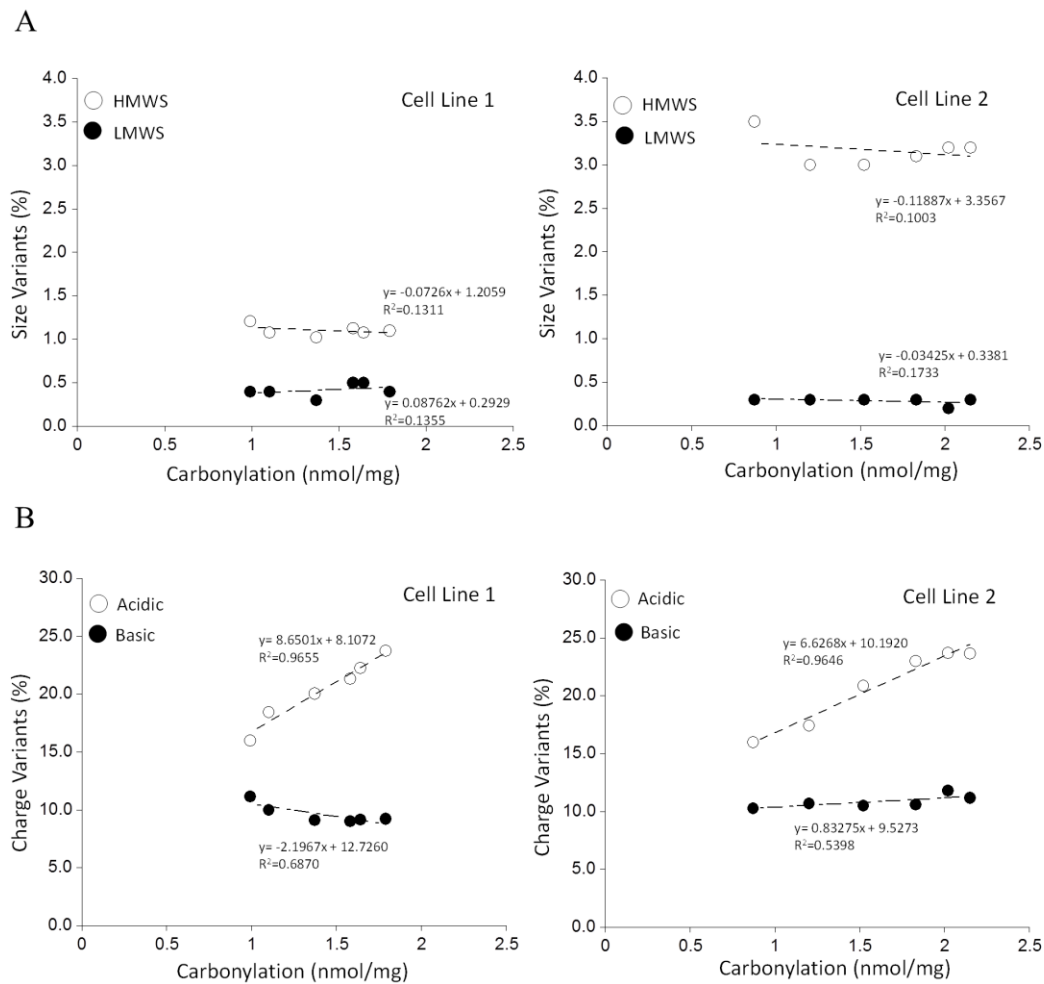 A
HMWS
LMWS
Cell Line 1
Size Variants (%)
4.0
3.5
3.0
2.5
2.0
1.5
1.0
0.5
0.0
y= -0.0726x + 1.2059
R²=0.1311
y= 0.08762x + 0.2929
R²=0.1355
0 0.5 1 1.5 2 2.5
Carbonylation (nmol/mg)
HMWS
LMWS
Cell Line 2
Size Variants (%)
4.0
3.5
3.0
2.5
2.0
1.5
1.0
0.5
0.0
y= -0.11887x + 3.3567
R²=0.1003
y= -0.03425x + 0.3381
R²=0.1733
0 0.5 1 1.5 2 2.5
Carbonylation (nmol/mg)
B
Acidic
Basic
Cell Line 1
Charge Variants (%)
30.0
25.0
20.0
15.0
10.0
5.0
0.0
y= 8.6501x + 8.1072
R²=0.9655
y= -2.1967x + 12.7260
R²=0.6870
0 0.5 1 1.5 2 2.5
Carbonylation (nmol/mg)
Acidic
Basic
Cell Line 2
Charge Variants (%)
30.0
25.0
20.0
15.0
10.0
5.0
0.0
y= 6.6268x + 10.1920
R²=0.9646
y= 0.83275x + 9.5273
R²=0.5398
0 0.5 1 1.5 2 2.5
Carbonylation (nmol/mg)